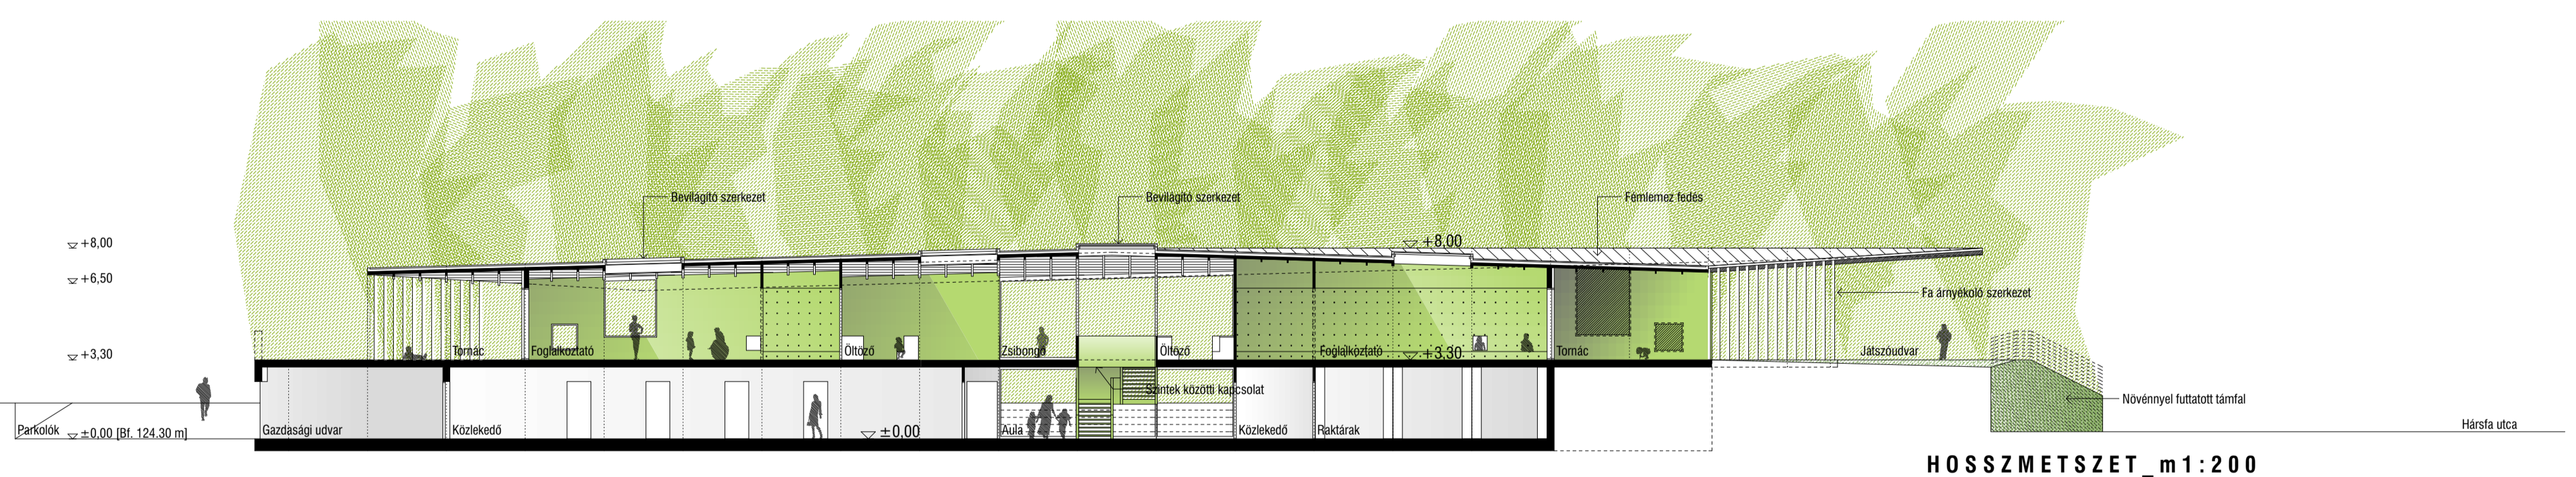 Bevilágító szerkezet
Bevilágító szerkezet
Fémlemez fedés
+8,00
+8,00
+6,50
Fa árnyékoló szerkezet
+3,30
Tornác
Foglalkoztató
Öltöző
Zsibongó
Öltöző
Foglalkoztató
+3,30
Tornác
Játszóudvar
Szintek közötti kapcsolat
Növénnyel futtatott támfal
Parkolók
±0,00 [Bf. 124.30 m]
Gazdasági udvar
Közlekedő
±0,00
Aula
Közlekedő
Raktárak
Hársfa utca
HOSSZMETSZET_m1:200